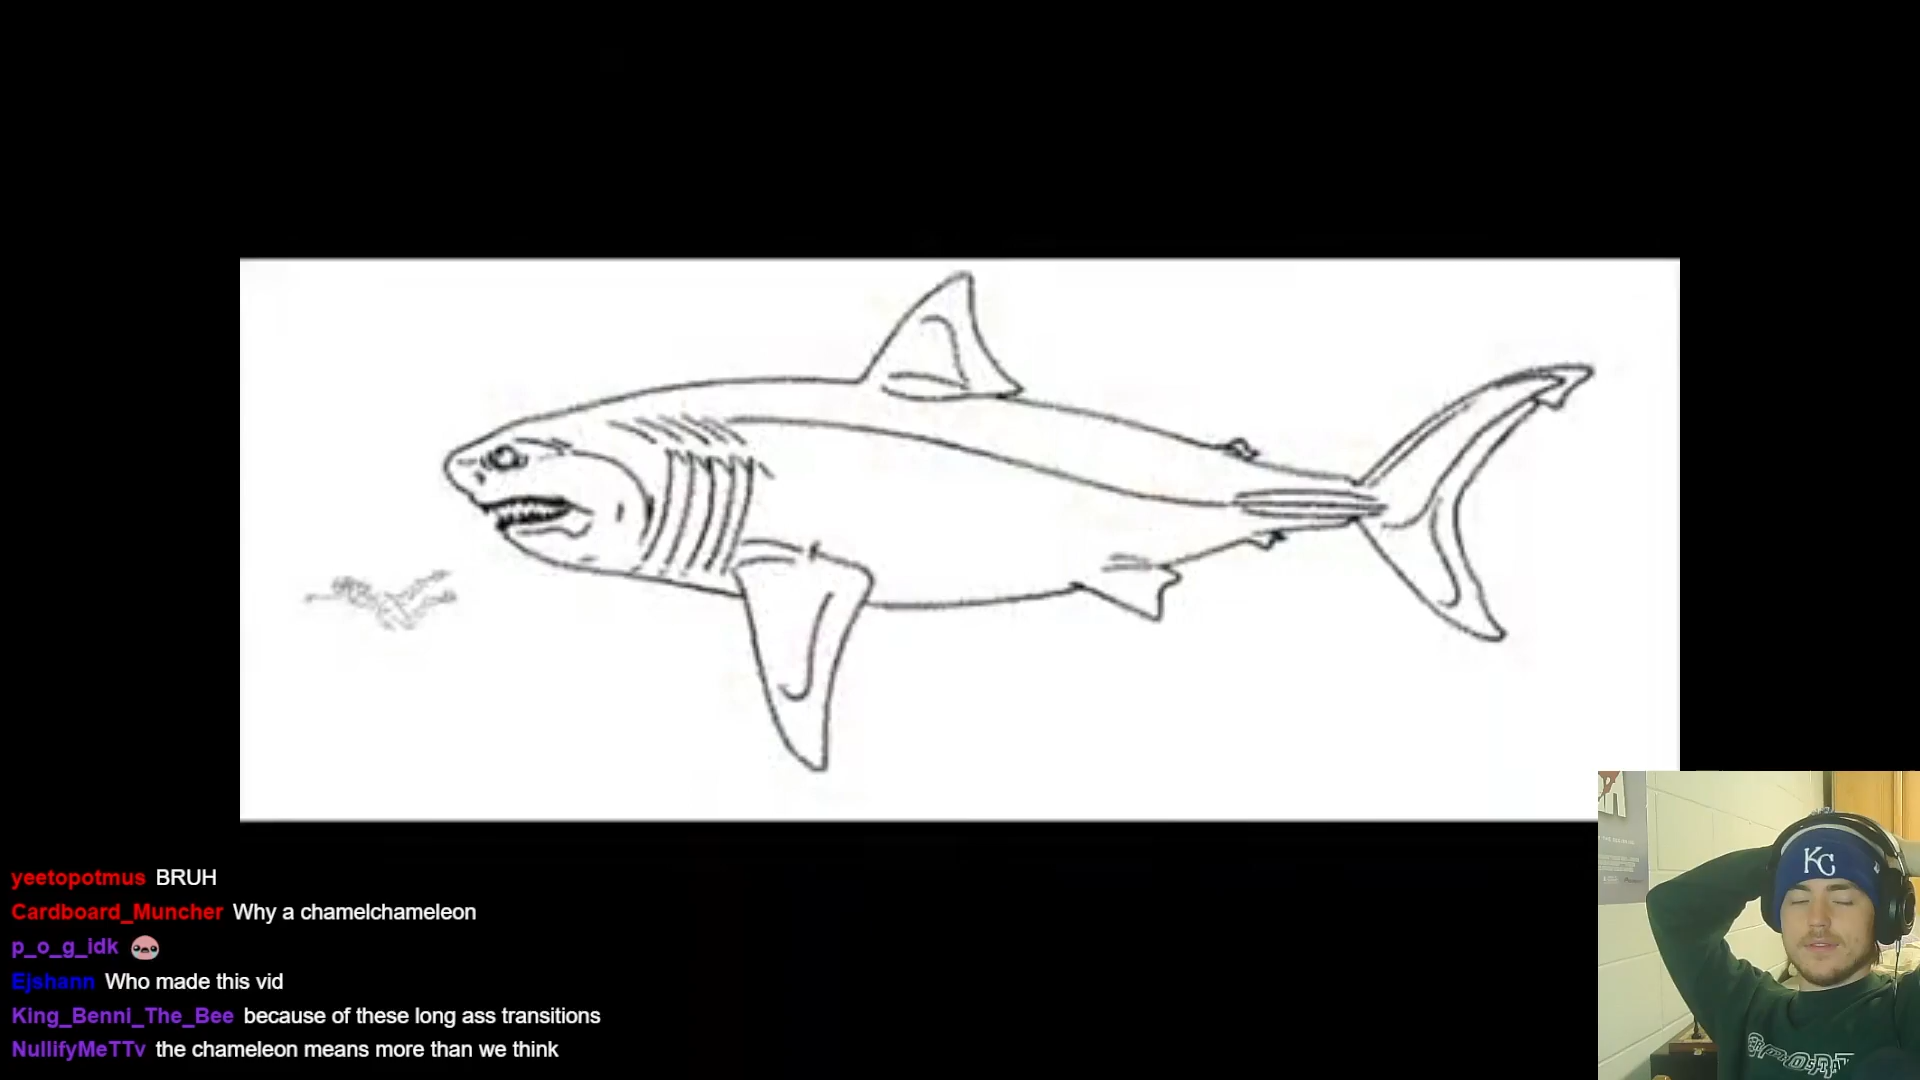 yeetopotmus BRUH
Cardboard_Muncher Why a chamelchameleon
p_o_g_idk
Ejshann Who made this vid
King_Benni_The_Bee because of these long ass transitions
NullifyMeTTv the chameleon means more than we think
KC